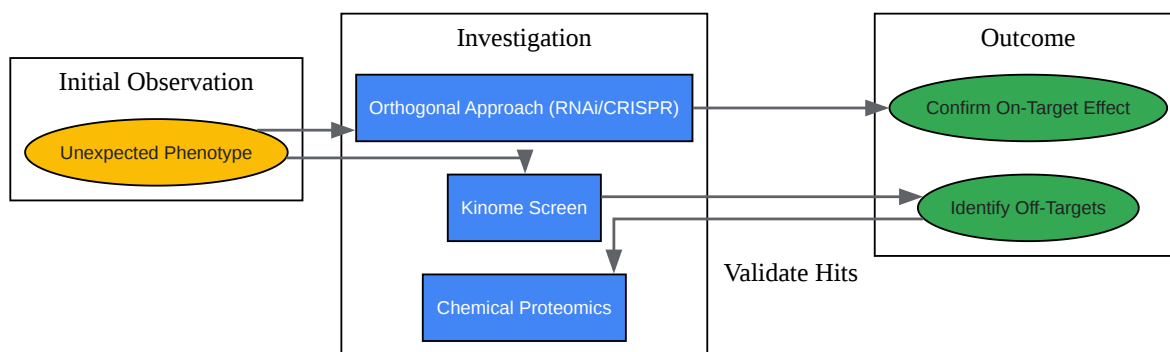 Initial Observation
Unexpected Phenotype
Investigation
Orthogonal Approach (RNAi/CRISPR)
Kinome Screen
Chemical Proteomics
Outcome
Confirm On-Target Effect
Identify Off-Targets
Validate Hits